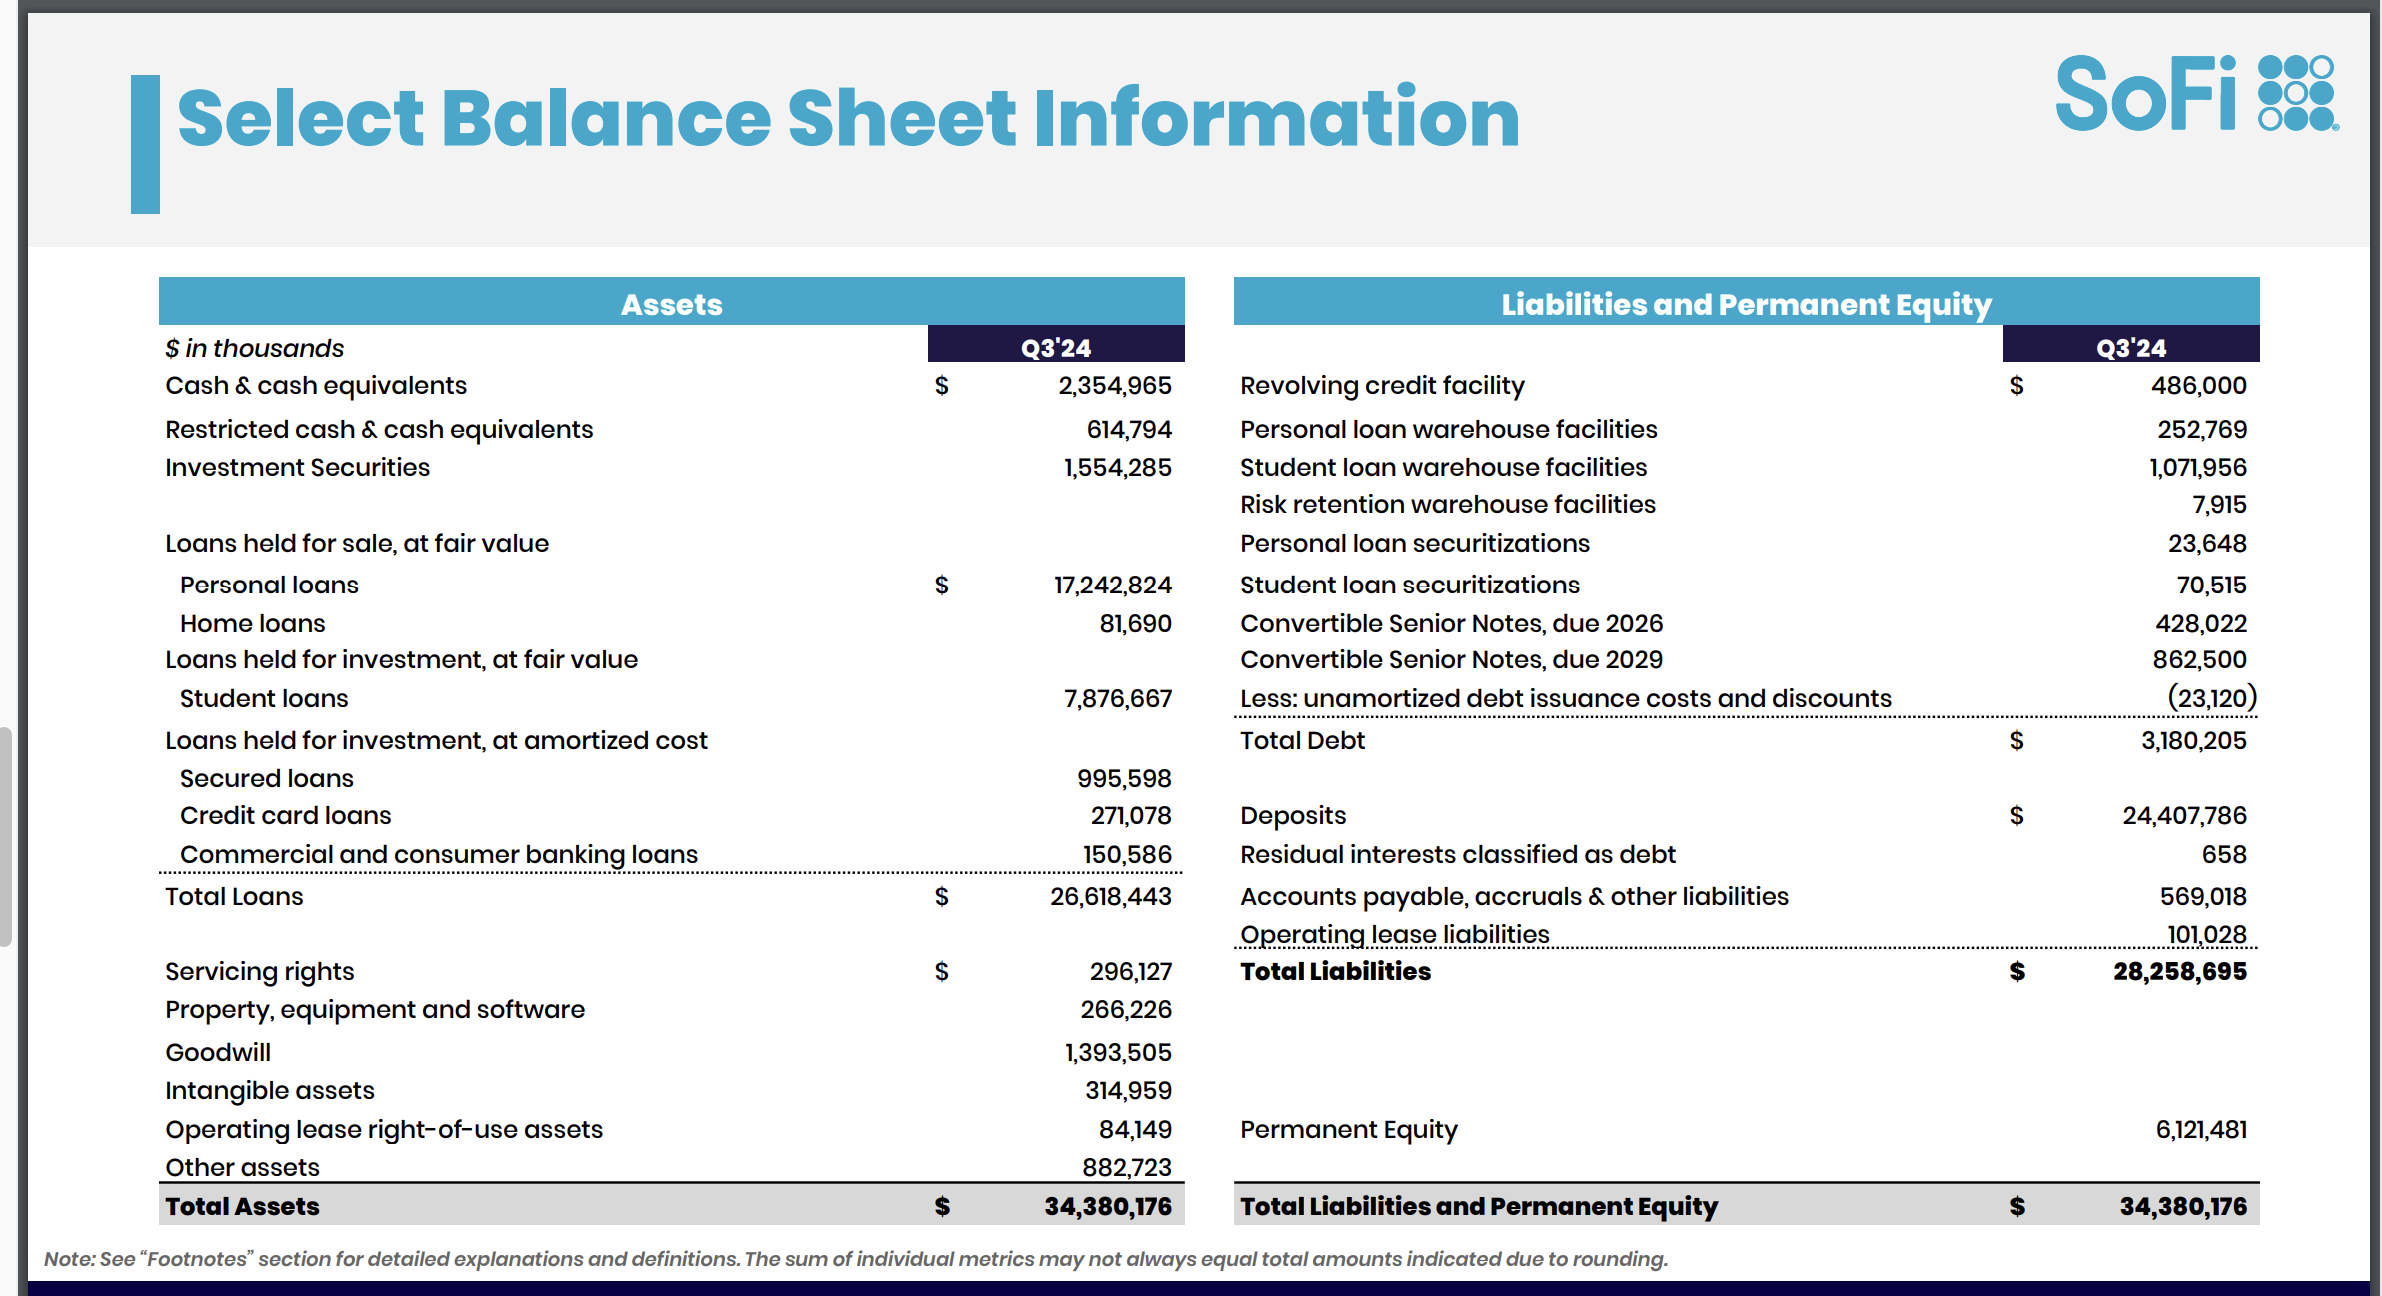 Select Balance Sheet Information
SoFi
Assets
$ in thousands Q3'24
Cash & cash equivalents $ 2,354,965
Restricted cash & cash equivalents 614,794
Investment Securities 1,554,285
Loans held for sale, at fair value
Personal loans $ 17,242,824
Home loans 81,690
Loans held for investment, at fair value
Student loans 7,876,667
Loans held for investment, at amortized cost
Secured loans 995,598
Credit card loans 271,078
Commercial and consumer banking loans 150,586
Total Loans $ 26,618,443
Servicing rights $ 296,127
Property, equipment and software 266,226
Goodwill 1,393,505
Intangible assets 314,959
Operating lease right-of-use assets 84,149
Other assets 882,723
Total Assets $ 34,380,176
Liabilities and Permanent Equity
Q3'24
Revolving credit facility $ 486,000
Personal loan warehouse facilities 252,769
Student loan warehouse facilities 1,071,956
Risk retention warehouse facilities 7,915
Personal loan securitizations 23,648
Student loan securitizations 70,515
Convertible Senior Notes, due 2026 428,022
Convertible Senior Notes, due 2029 862,500
Less: unamortized debt issuance costs and discounts (23,120)
Total Debt $ 3,180,205
Deposits $ 24,407,786
Residual interests classified as debt 658
Accounts payable, accruals & other liabilities 569,018
Operating lease liabilities 101,028
Total Liabilities $ 28,258,695
Permanent Equity 6,121,481
Total Liabilities and Permanent Equity $ 34,380,176
Note: See “Footnotes” section for detailed explanations and definitions. The sum of individual metrics may not always equal total amounts indicated due to rounding.